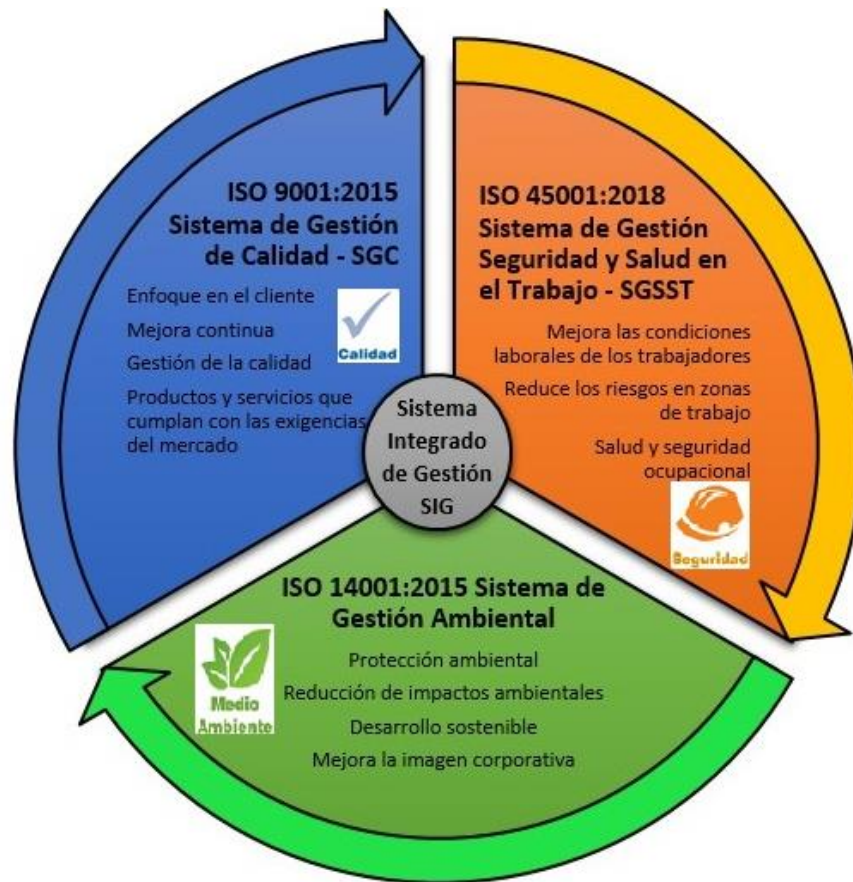 ISO 9001:2015
Sistema de Gestión
de Calidad - SGC
Enfoque en el cliente
Mejora continua
Gestión de la calidad
Productos y servicios que
cumplan con las exigencias
del mercado
Calidad
ISO 45001:2018
Sistema de Gestión
Seguridad y Salud en
el Trabajo - SGSST
Mejora las condiciones
laborales de los trabajadores
Reduce los riesgos en zonas
de trabajo
Salud y seguridad
ocupacional
Seguridad
Sistema
Integrado
de Gestión
SIG
ISO 14001:2015 Sistema de
Gestión Ambiental
Protección ambiental
Reducción de impactos ambientales
Desarrollo sostenible
Mejora la imagen corporativa
Medio
Ambiente